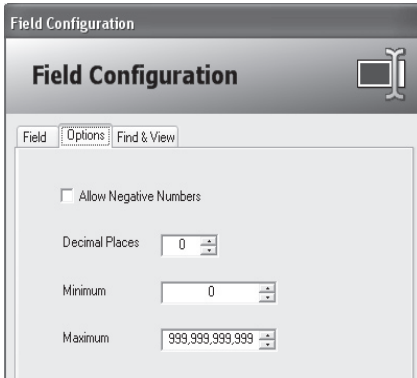 Field Configuration
Field Configuration
Field Options Find & View
Allow Negative Numbers
Decimal Places 0
Minimum 0
Maximum 999,999,999,999